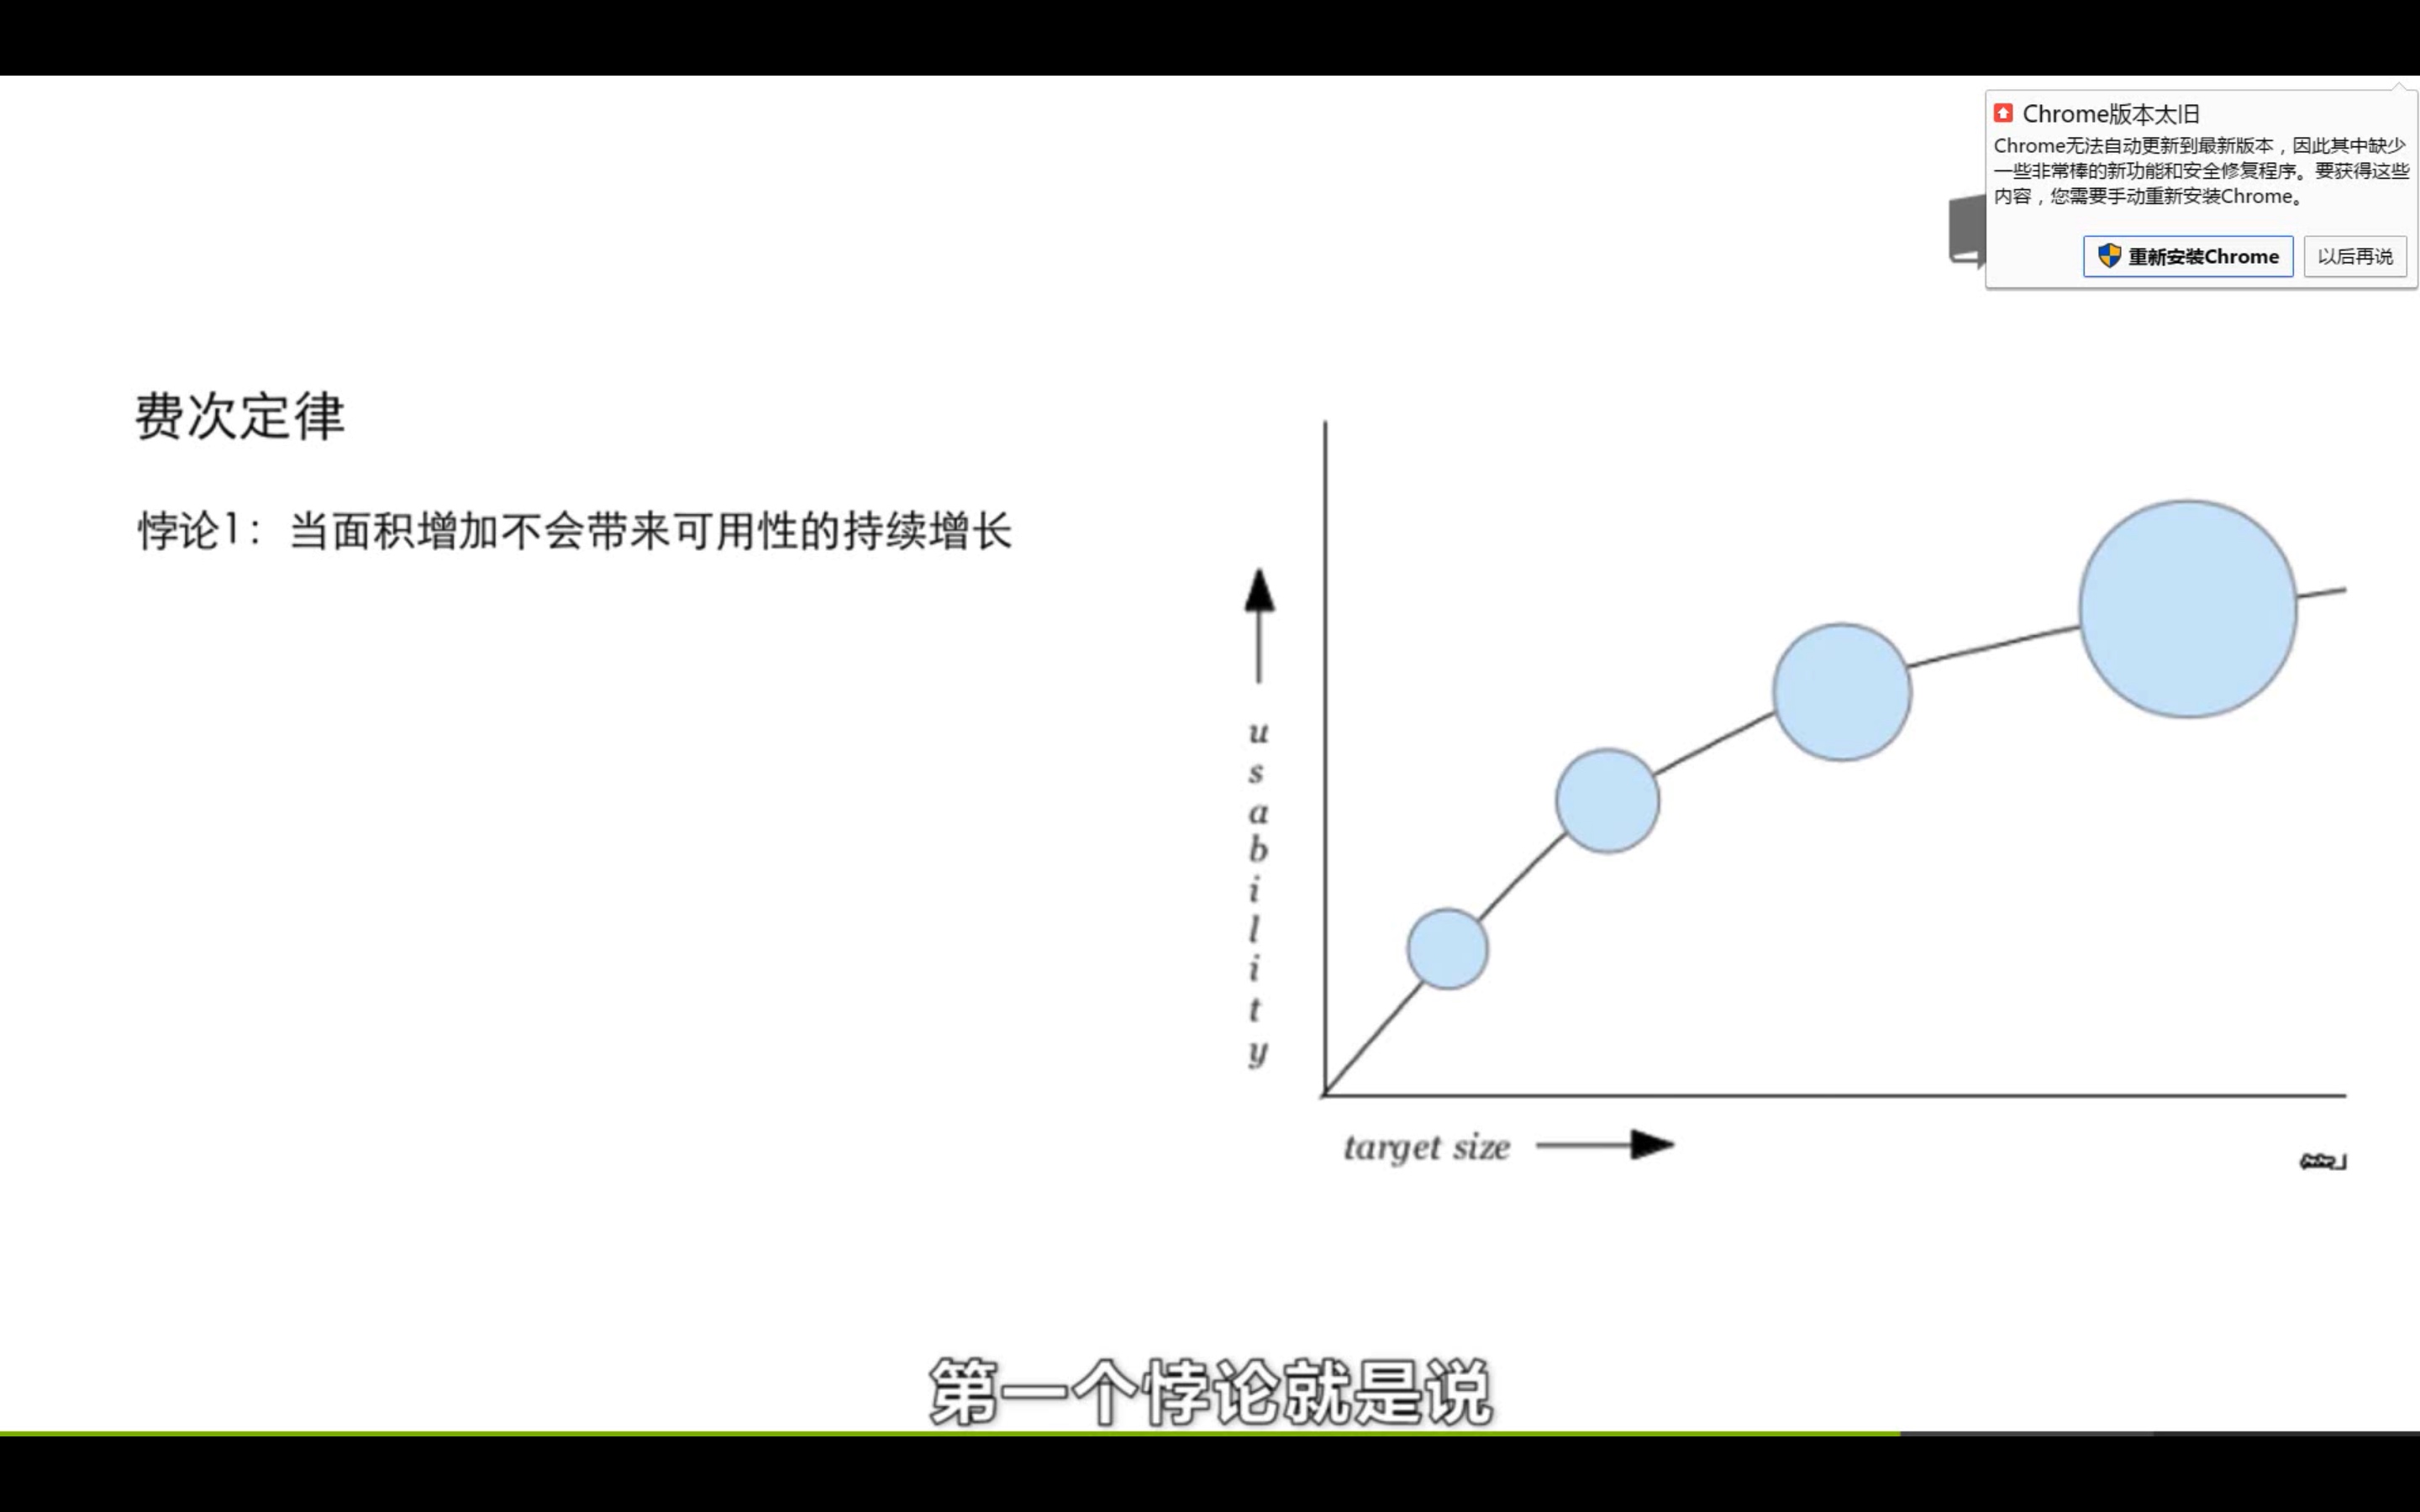 Chrome版本太旧
Chrome无法自动更新到最新版本，因此其中缺少
一些非常棒的新功能和安全修复程序。要获得这些
内容，您需要手动重新安装Chrome。
重新安装Chrome
以后再说
费次定律
悖论1：当面积增加不会带来可用性的持续增长
usability
target size
第一个悖论就是说